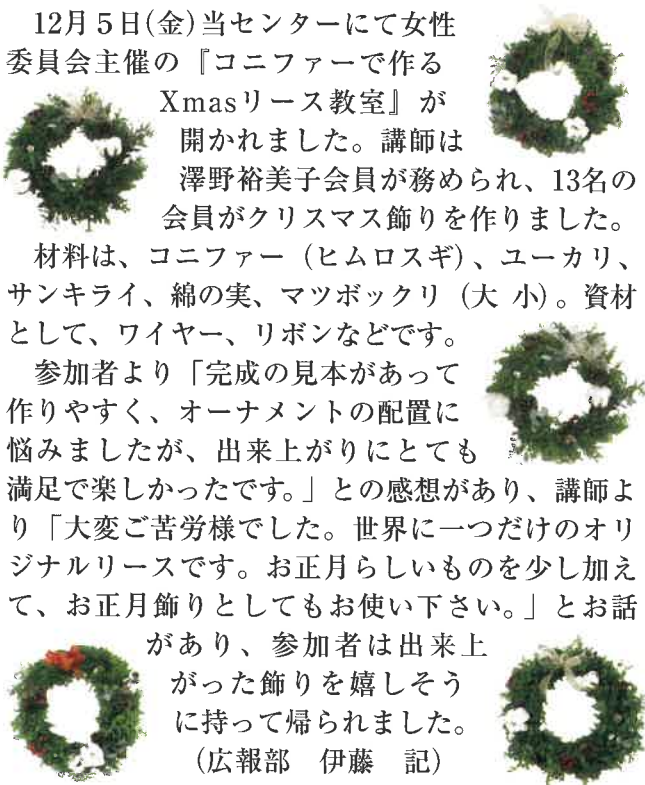 12月５日(金)当センターにて女性
委員会主催の『コニファーで作る
Xmasリース教室』が
開かれました。講師は
澤野裕美子会員が務められ、13名の
会員がクリスマス飾りを作りました。
材料は、コニファー（ヒムロスギ）、ユーカリ、
サンキライ、綿の実、マツボックリ（大 小）。資材
として、ワイヤー、リボンなどです。
参加者より「完成の見本があって
作りやすく、オーナメントの配置に
悩みましたが、出来上がりにとても
満足で楽しかったです。」との感想があり、講師よ
り「大変ご苦労様でした。世界に一つだけのオリ
ジナルリースです。お正月らしいものを少し加え
て、お正月飾りとしてもお使い下さい。」とお話
があり、参加者は出来上
がった飾りを嬉しそう
に持って帰られました。
(広報部　伊藤　記)